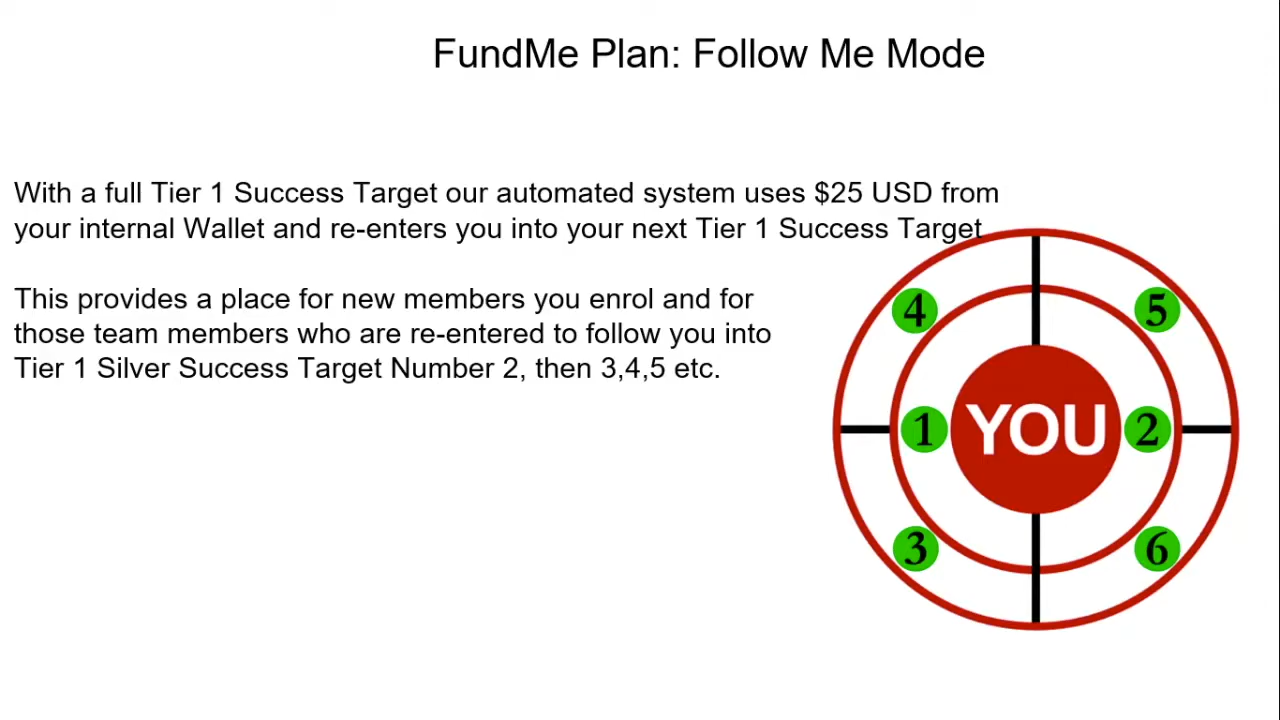 FundMe Plan: Follow Me Mode
With a full Tier 1 Success Target our automated system uses $25 USD from
your internal Wallet and re-enters you into your next Tier 1 Success Target
This provides a place for new members you enrol and for
those team members who are re-entered to follow you into
Tier 1 Silver Success Target Number 2, then 3,4,5 etc.
4 5
1 YOU 2
3 6